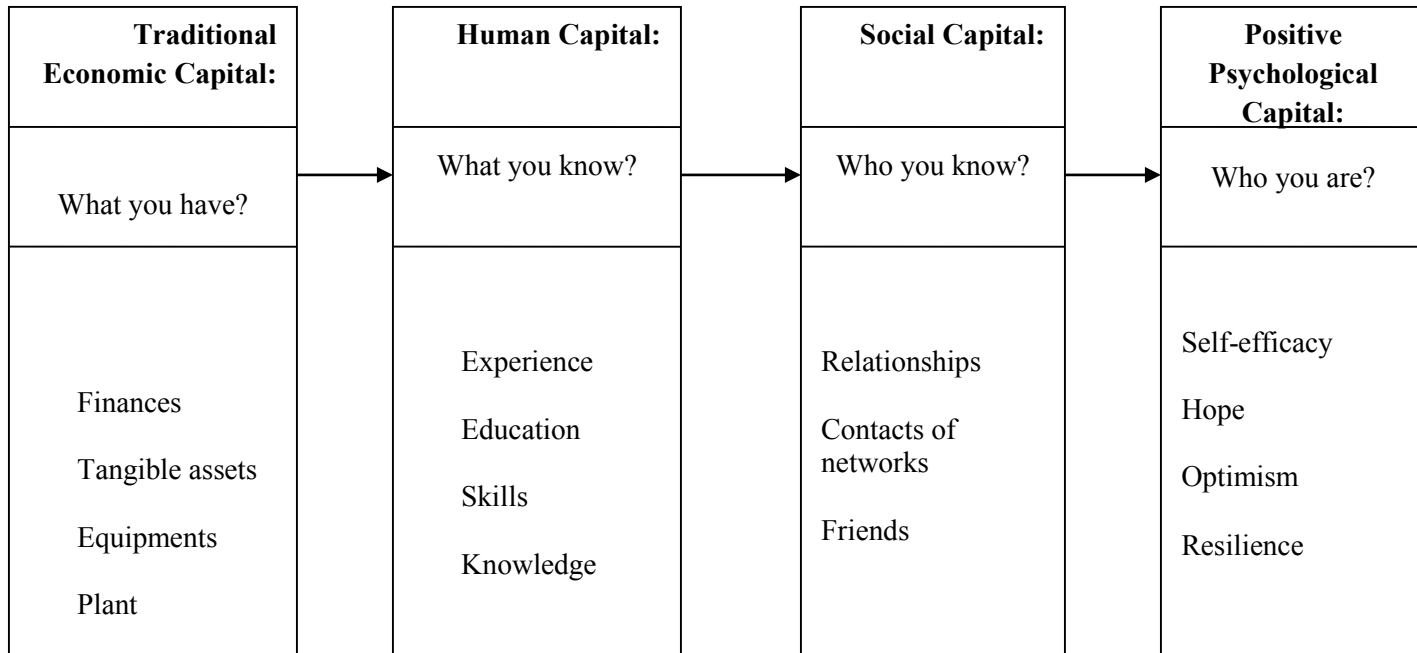 Traditional
Economic Capital:
What you have?
Finances
Tangible assets
Equipments
Plant
Human Capital:
What you know?
Experience
Education
Skills
Knowledge
Social Capital:
Who you know?
Relationships
Contacts of
networks
Friends
Positive
Psychological
Capital:
Who you are?
Self-efficacy
Hope
Optimism
Resilience